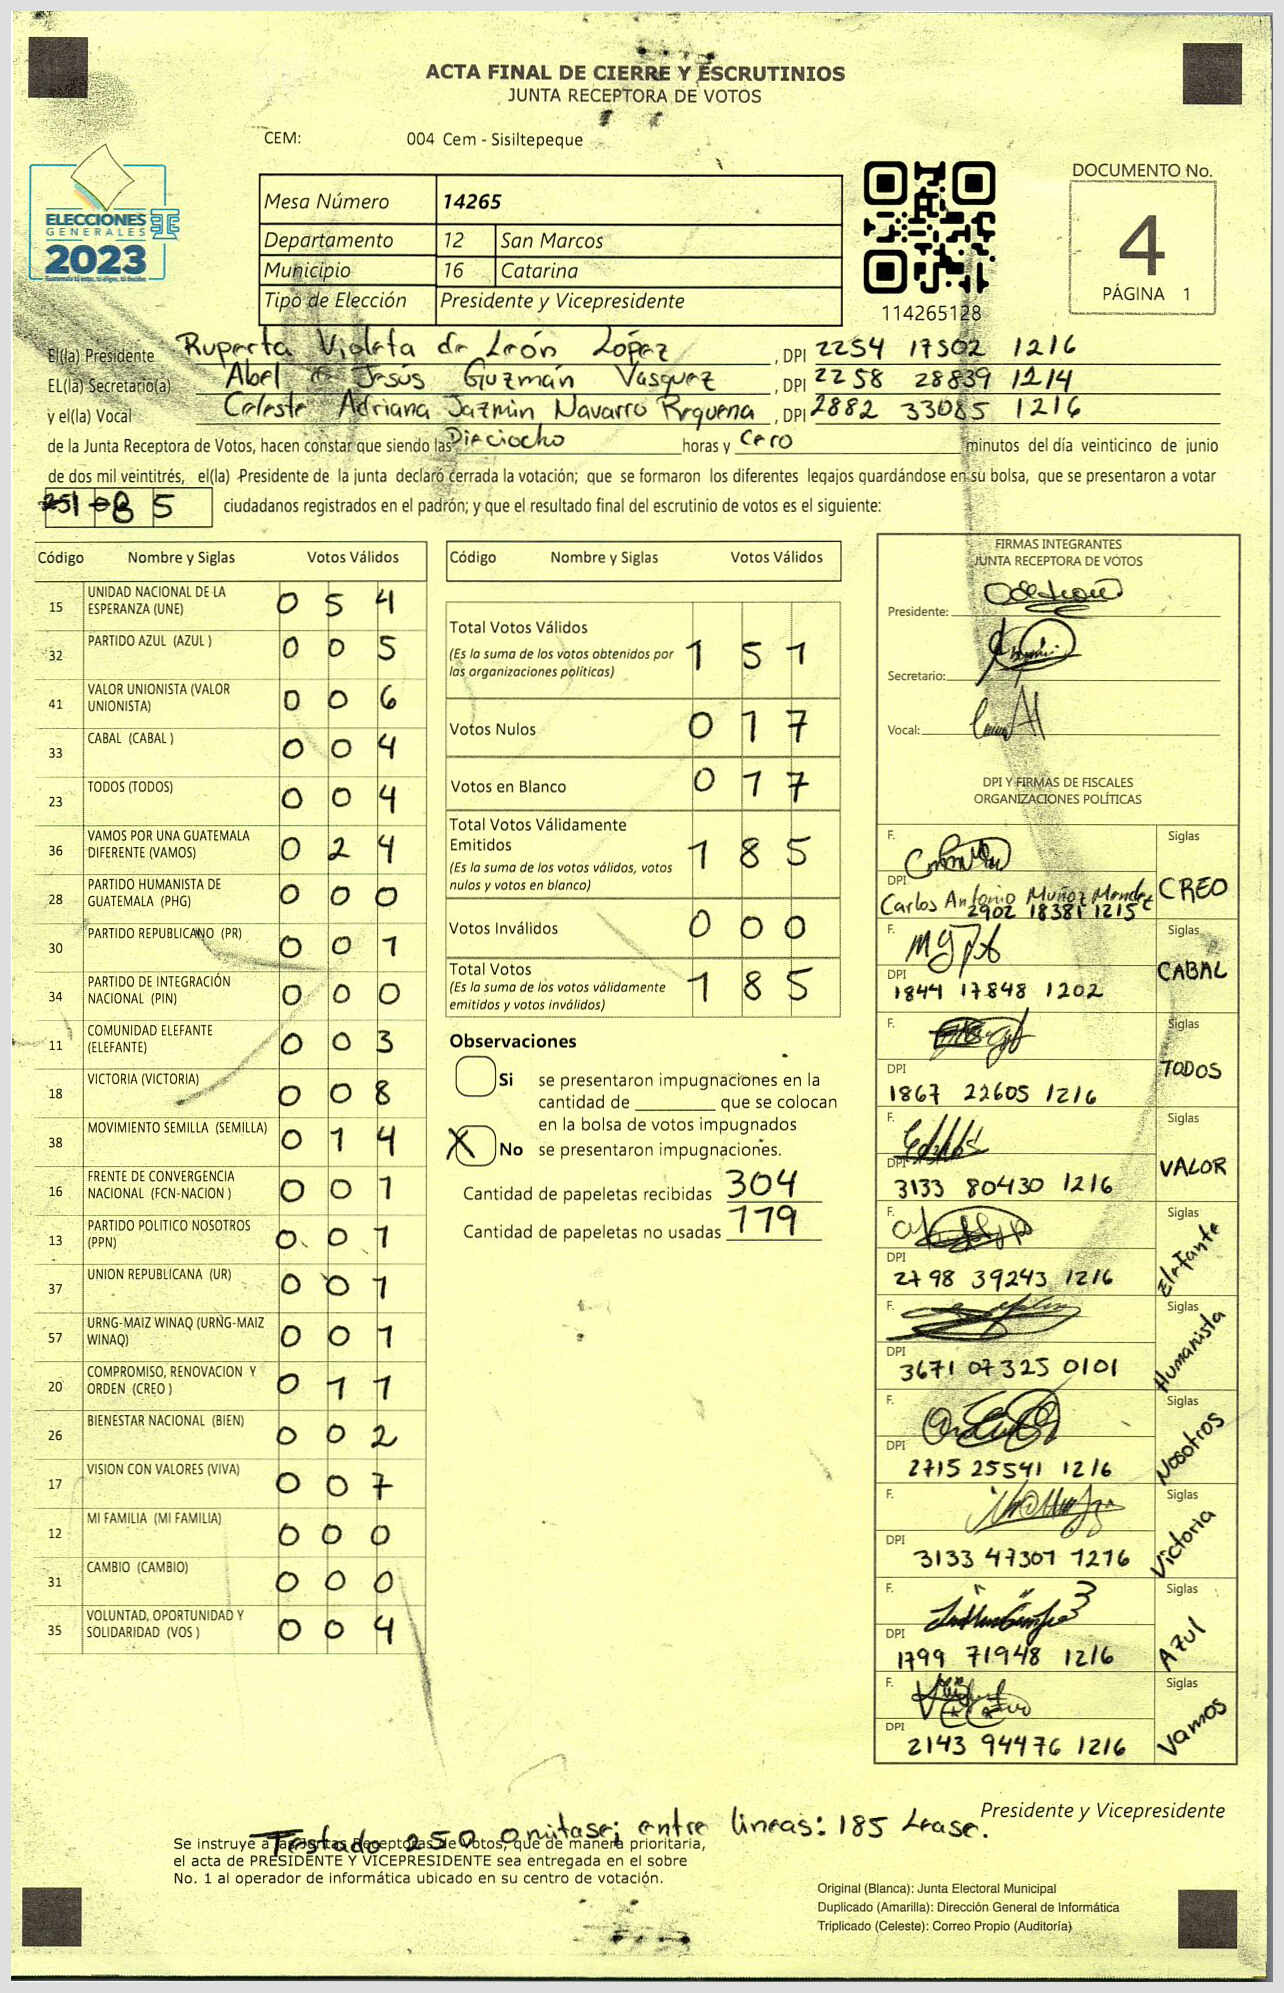 ACTA FINAL DE CIERRE Y ESCRUTINIOS
JUNTA RECEPTORA DE VOTOS
CEM: 004 Cem - Sisiltepeque
ELECCIONES
GENERALES
2023
Mesa Número 14265
Departamento 12 San Marcos
Municipio 16 Catarina
Tipo de Elección Presidente y Vicepresidente
114265128
DOCUMENTO No.
4
PÁGINA 1
El(la) Presidente Ruperta Violeta de León López, DPI 2254 17502 1216
EL(la) Secretario(a) Abel de Jesús Guzmán Vásquez, DPI 2258 28839 1214
y el(la) Vocal Celeste Adriana Jazmín Navarro Requena, DPI 2882 33085 1216
de la Junta Receptora de Votos, hacen constar que siendo las Dieciocho horas y Cero minutos del día veinticinco de junio
de dos mil veintitrés, el(la) Presidente de la junta declaró cerrada la votación; que se formaron los diferentes legajos guardándose en su bolsa, que se presentaron a votar
85 ciudadanos registrados en el padrón; y que el resultado final del escrutinio de votos es el siguiente:
Código Nombre y Siglas Votos Válidos
15 UNIDAD NACIONAL DE LA ESPERANZA (UNE) 0 5 4
32 PARTIDO AZUL (AZUL ) 0 0 5
41 VALOR UNIONISTA (VALOR UNIONISTA) 0 0 6
33 CABAL (CABAL ) 0 0 4
23 TODOS (TODOS) 0 0 4
36 VAMOS POR UNA GUATEMALA DIFERENTE (VAMOS) 0 2 4
28 PARTIDO HUMANISTA DE GUATEMALA (PHG) 0 0 0
30 PARTIDO REPUBLICANO (PR) 0 0 1
34 PARTIDO DE INTEGRACIÓN NACIONAL (PIN) 0 0 0
11 COMUNIDAD ELEFANTE (ELEFANTE) 0 0 3
18 VICTORIA (VICTORIA) 0 0 8
38 MOVIMIENTO SEMILLA (SEMILLA) 0 1 4
16 FRENTE DE CONVERGENCIA NACIONAL (FCN-NACION ) 0 0 1
13 PARTIDO POLITICO NOSOTROS (PPN) 0 0 1
37 UNION REPUBLICANA (UR) 0 0 1
57 URNG-MAIZ WINAQ (URNG-MAIZ WINAQ) 0 0 1
20 COMPROMISO, RENOVACION Y ORDEN (CREO ) 0 1 1
26 BIENESTAR NACIONAL (BIEN) 0 0 2
17 VISION CON VALORES (VIVA) 0 0 7
12 MI FAMILIA (MI FAMILIA) 0 0 0
31 CAMBIO (CAMBIO) 0 0 0
35 VOLUNTAD, OPORTUNIDAD Y SOLIDARIDAD (VOS ) 0 0 4
Código Nombre y Siglas Votos Válidos
Total Votos Válidos 1 5 1
(Es la suma de los votos obtenidos por
las organizaciones políticas)
Votos Nulos 0 1 7
Votos en Blanco 0 1 7
Total Votos Válidamente
Emitidos 1 8 5
(Es la suma de los votos válidos, votos
nulos y votos en blanco)
Votos Inválidos 0 0 0
Total Votos 1 8 5
(Es la suma de los votos válidamente
emitidos y votos inválidos)
Observaciones
Si se presentaron impugnaciones en la
cantidad de ________ que se colocan
en la bolsa de votos impugnados
X No se presentaron impugnaciones.
Cantidad de papeletas recibidas 304
Cantidad de papeletas no usadas 119
FIRMAS INTEGRANTES
JUNTA RECEPTORA DE VOTOS
Presidente:
Secretario:
Vocal:
DPI Y FIRMAS DE FISCALES
ORGANIZACIONES POLÍTICAS
F. Siglas
DPI CREO
Carlos Antonio Muñoz Mendez
2902 18381 1215
F. Siglas
DPI CABAL
1844 17848 1202
F. Siglas
DPI TODOS
1867 22605 1216
F. Siglas
DPI VALOR
3133 80430 1216
F. Siglas
DPI Elefante
2798 39243 1216
F. Siglas
DPI Humanista
3671 07325 0101
F. Siglas
DPI Nosotros
2715 25541 1216
F. Siglas
DPI Victoria
3133 47301 1216
F. Siglas
DPI Azul
1799 71948 1216
F. Siglas
DPI Vamos
2143 94476 1216
Presidente y Vicepresidente
Testado 250 Omitase; entre lineas: 185 Lease.
Se instruye a las Juntas Receptoras de Votos, que de manera prioritaria,
el acta de PRESIDENTE Y VICEPRESIDENTE sea entregada en el sobre
No. 1 al operador de informática ubicado en su centro de votación.
Original (Blanca): Junta Electoral Municipal
Duplicado (Amarilla): Dirección General de Informática
Triplicado (Celeste): Correo Propio (Auditoría)